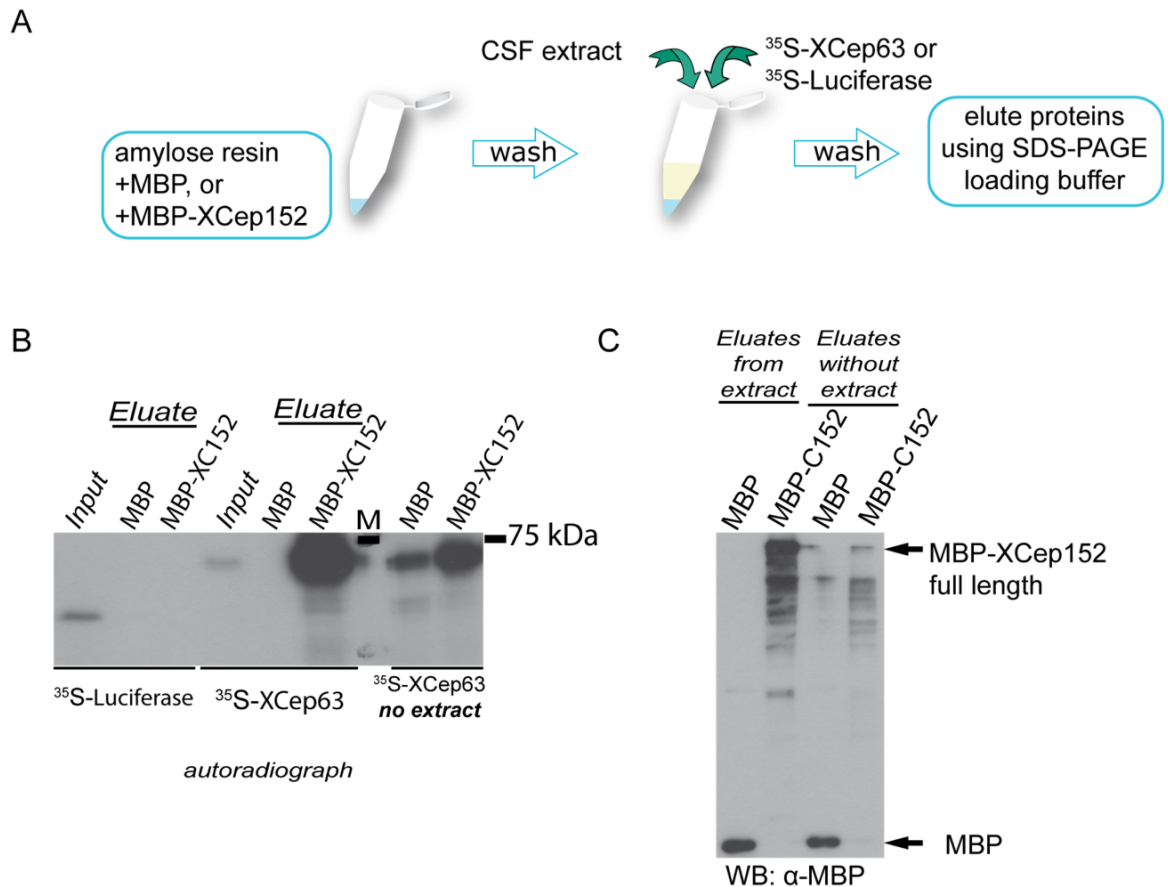 A
CSF extract
³⁵S-XCep63 or
³⁵S-Luciferase
amylose resin
+MBP, or
+MBP-XCep152
wash
wash
elute proteins
using SDS-PAGE
loading buffer
B
Eluate
Eluate
Input
MBP
MBP-XC152
Input
MBP
MBP-XC152
M
MBP
MBP-XC152
75 kDa
³⁵S-Luciferase
³⁵S-XCep63
³⁵S-XCep63
no extract
autoradiograph
C
Eluates
from
extract
Eluates
without
extract
MBP
MBP-C152
MBP
MBP-C152
MBP-XCep152
full length
MBP
WB: α-MBP